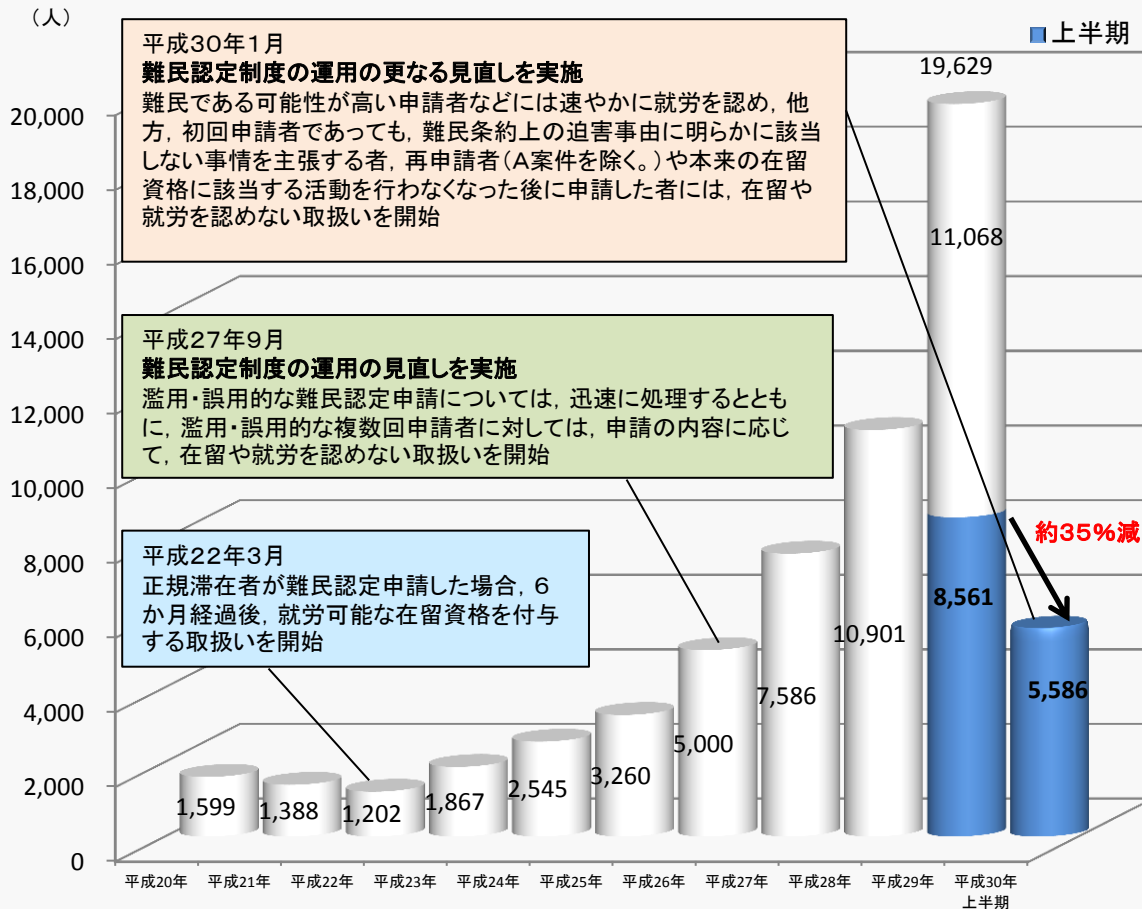 （人）
■上半期
平成30年1月
難民認定制度の運用の更なる見直しを実施
難民である可能性が高い申請者などには速やかに就労を認め，他
方，初回申請者であっても，難民条約上の迫害事由に明らかに該当
しない事情を主張する者，再申請者（A案件を除く。）や本来の在留
資格に該当する活動を行わなくなった後に申請した者には，在留や
就労を認めない取扱いを開始
平成27年9月
難民認定制度の運用の見直しを実施
濫用・誤用的な難民認定申請については，迅速に処理するととも
に，濫用・誤用的な複数回申請者に対しては，申請の内容に応じ
て，在留や就労を認めない取扱いを開始
平成22年3月
正規滞在者が難民認定申請した場合，6
か月経過後，就労可能な在留資格を付与
する取扱いを開始
20,000
18,000
16,000
14,000
12,000
10,000
8,000
6,000
4,000
2,000
0
1,599
1,388
1,202
1,867
2,545
3,260
5,000
7,586
10,901
19,629
11,068
8,561
約35%減
5,586
平成20年
平成21年
平成22年
平成23年
平成24年
平成25年
平成26年
平成27年
平成28年
平成29年
平成30年
上半期